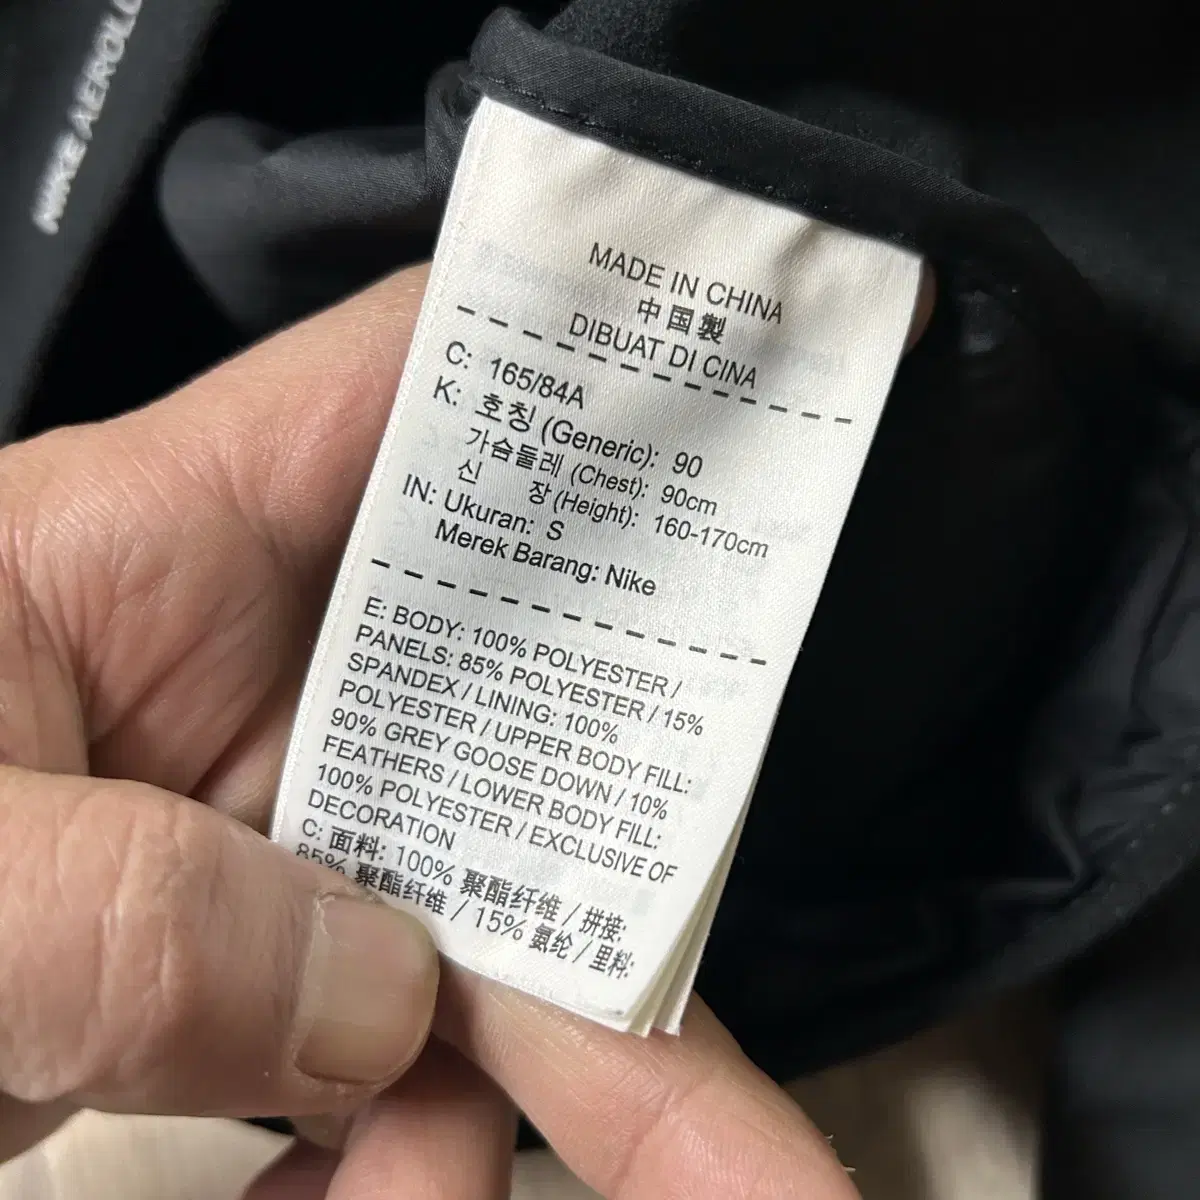 NIKE AEROLO
MADE IN CHINA
中国製
DIBUAT DI CINA
C: 165/84A
K: 호칭 (Generic): 90
가슴둘레 (Chest): 90cm
신 장 (Height): 160-170cm
IN: Ukuran: S
Merek Barang: Nike
E: BODY: 100% POLYESTER /
PANELS: 85% POLYESTER / 15%
SPANDEX / LINING: 100%
POLYESTER / UPPER BODY FILL:
90% GREY GOOSE DOWN / 10%
FEATHERS / LOWER BODY FILL:
100% POLYESTER / EXCLUSIVE OF
DECORATION
C: 面料: 100% 聚酯纤维 / 拼接:
85% 聚酯纤维 / 15% 氨纶 / 里料: